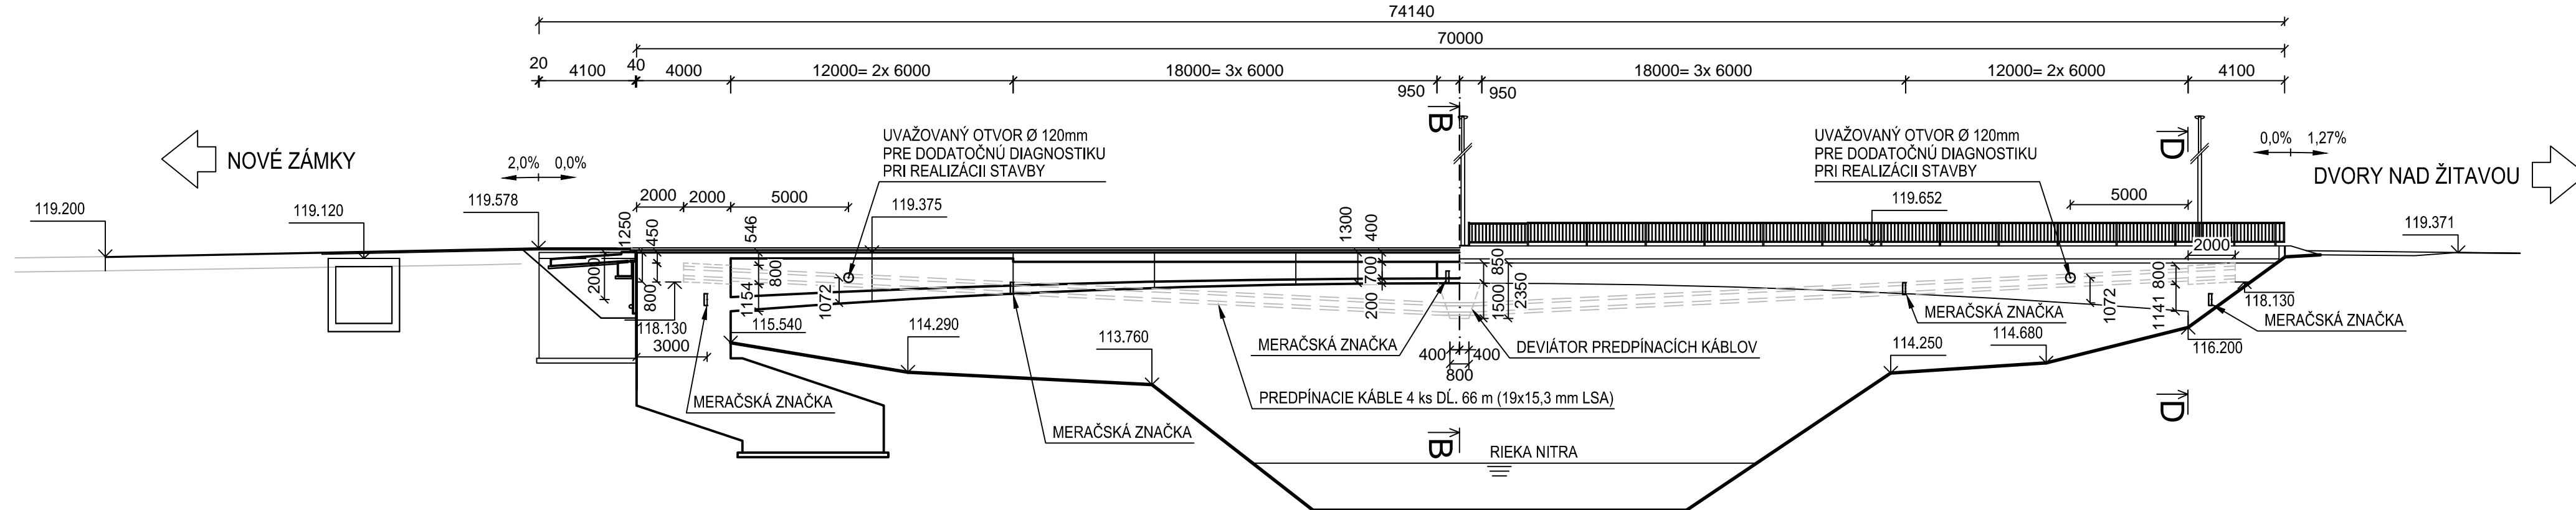 74140
70000
20
4100
40
4000
12000= 2x 6000
18000= 3x 6000
950
950
18000= 3x 6000
12000= 2x 6000
4100
B
D
UVAŽOVANÝ OTVOR Ø 120mm
PRE DODATOČNÚ DIAGNOSTIKU
PRI REALIZÁCII STAVBY
UVAŽOVANÝ OTVOR Ø 120mm
PRE DODATOČNÚ DIAGNOSTIKU
PRI REALIZÁCII STAVBY
NOVÉ ZÁMKY
2,0%
0,0%
0,0%
1,27%
DVORY NAD ŽITAVOU
2000
2000
5000
5000
119.200
119.120
119.578
1250
450
546
119.375
1300
400
119.652
119.371
2000
2000
800
800
1154
1072
700
200
850
1500
2350
1072
800
1141
118.130
3000
115.540
114.290
113.760
118.130
MERAČSKÁ ZNAČKA
MERAČSKÁ ZNAČKA
MERAČSKÁ ZNAČKA
400
400
800
DEVIÁTOR PREDPÍNACÍCH KÁBLOV
114.250
114.680
116.200
MERAČSKÁ ZNAČKA
PREDPÍNACIE KÁBLE 4 ks DĹ. 66 m (19x15,3 mm LSA)
MERAČSKÁ ZNAČKA
B
D
RIEKA NITRA